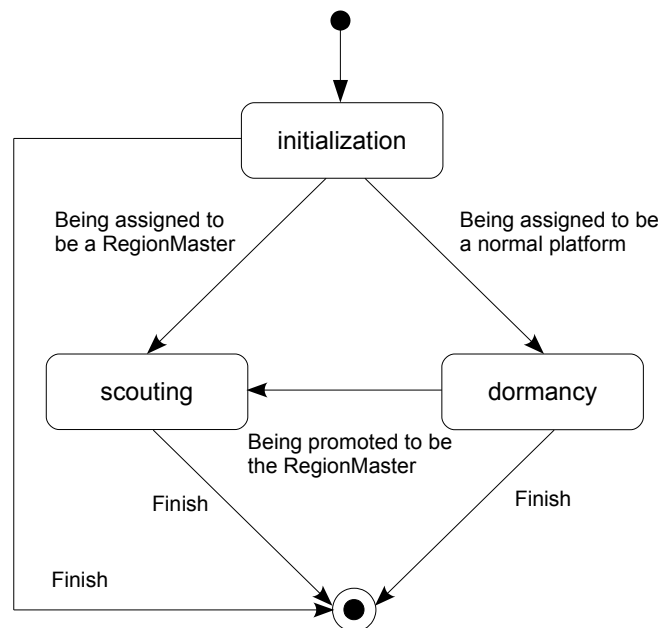 initialization
Being assigned to
be a RegionMaster
Being assigned to be
a normal platform
scouting
dormancy
Being promoted to be
the RegionMaster
Finish
Finish
Finish